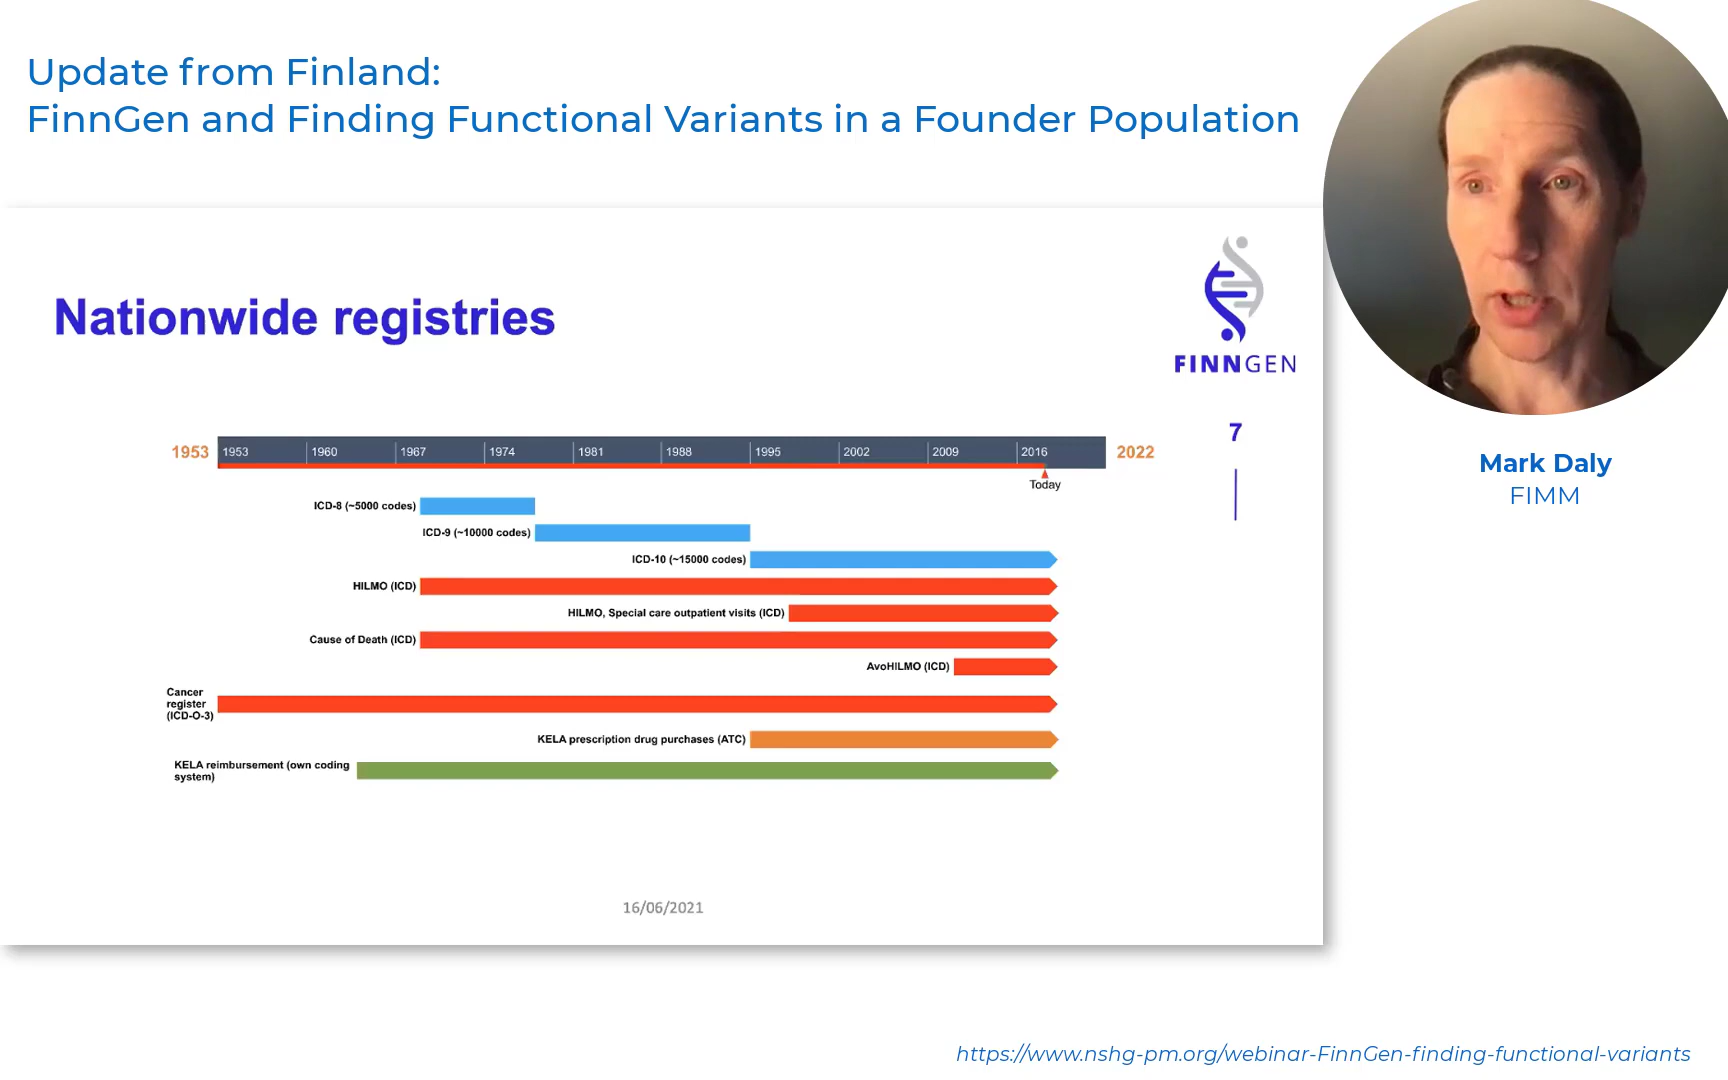 Update from Finland:
FinnGen and Finding Functional Variants in a Founder Population
Nationwide registries
FINNGEN
7
1953
1953 1960 1967 1974 1981 1988 1995 2002 2009 2016
2022
Today
ICD-8 (~5000 codes)
ICD-9 (~10000 codes)
ICD-10 (~15000 codes)
HILMO (ICD)
HILMO, Special care outpatient visits (ICD)
Cause of Death (ICD)
AvoHILMO (ICD)
Cancer
register
(ICD-O-3)
KELA prescription drug purchases (ATC)
KELA reimbursement (own coding
system)
16/06/2021
Mark Daly
FIMM
https://www.nshg-pm.org/webinar-FinnGen-finding-functional-variants